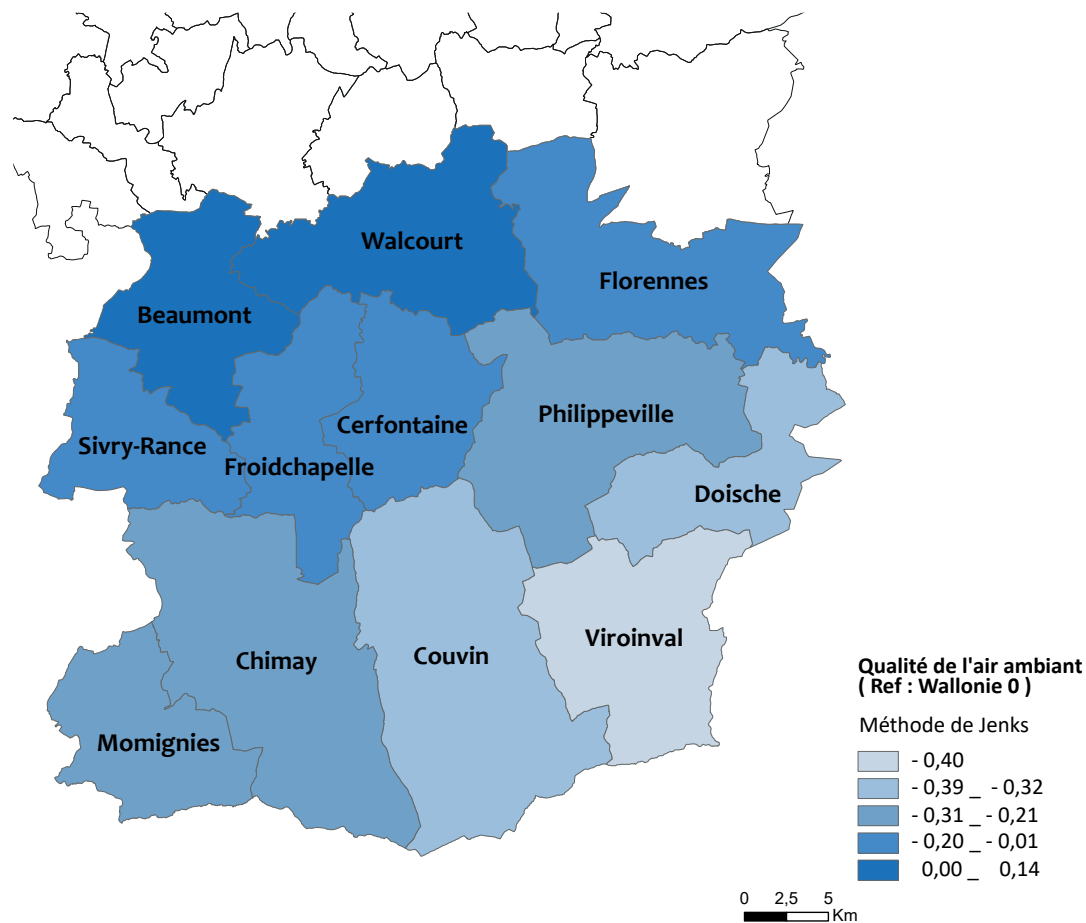 Walcourt
Florennes
Beaumont
Philippeville
Cerfontaine
Sivry-Rance
Froidchapelle
Doische
Viroinval
Couvin
Chimay
Momignies
Qualité de l'air ambiant
( Ref : Wallonie 0 )
Méthode de Jenks
- 0,40
- 0,39 _ - 0,32
- 0,31 _ - 0,21
- 0,20 _ - 0,01
0,00 _ 0,14
0 2,5 5
Km